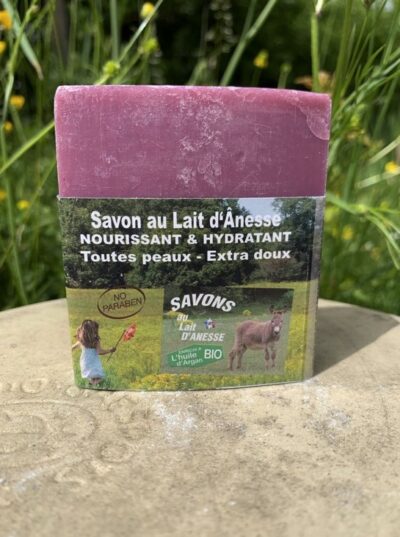 Savon au Lait d'Ânesse
NOURISSANT & HYDRATANT
Toutes peaux - Extra doux
NO
PARABEN
SAVONS
au
Lait
D'ANESSE
L'huile
d'Argan
BIO